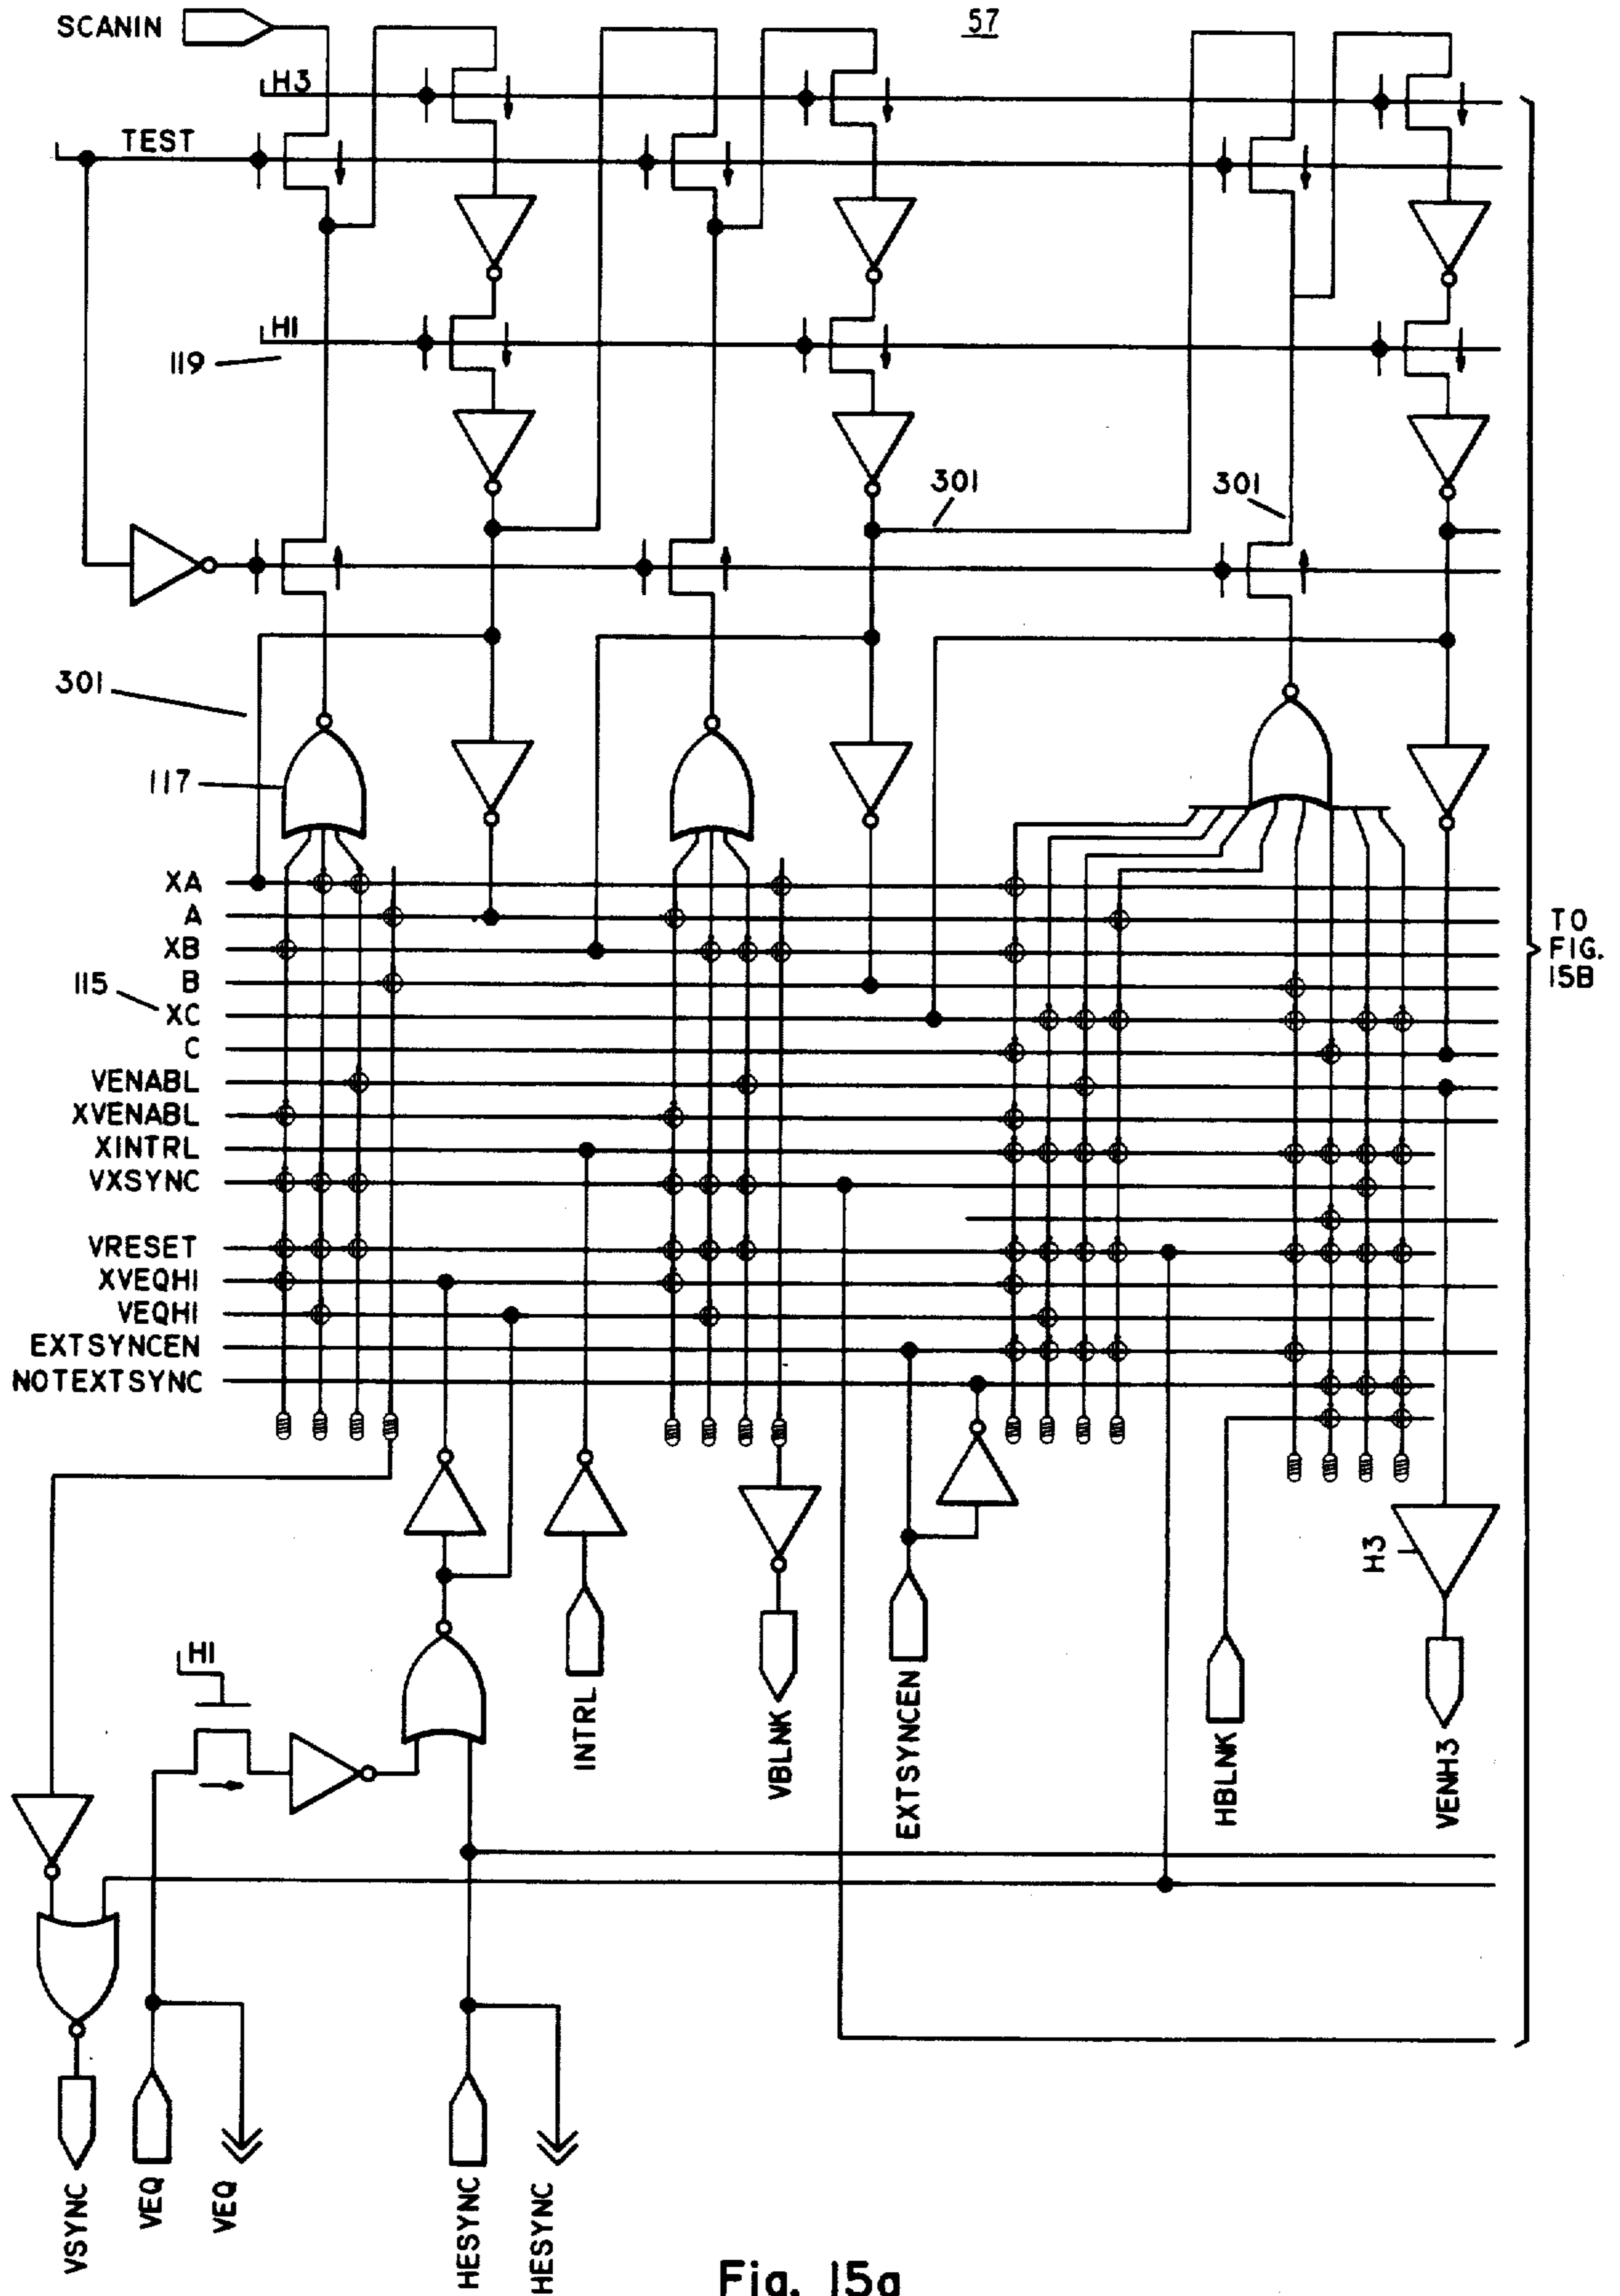 SCANIN
57
H3
TEST
H1
119
301
301
301
117
XA
A
XB
B
115
XC
C
VENABL
XVENABL
XINTRL
VXSYNC
VRESET
XVEQHI
VEQHI
EXTSYNCEN
NOTEXTSYNC
TO
FIG.
15B
H3
H1
INTRL
VBLNK
EXTSYNCEN
HBLNK
VENH3
VSYNC
VEQ
VEQ
HESYNC
HESYNC
Fig. 15a